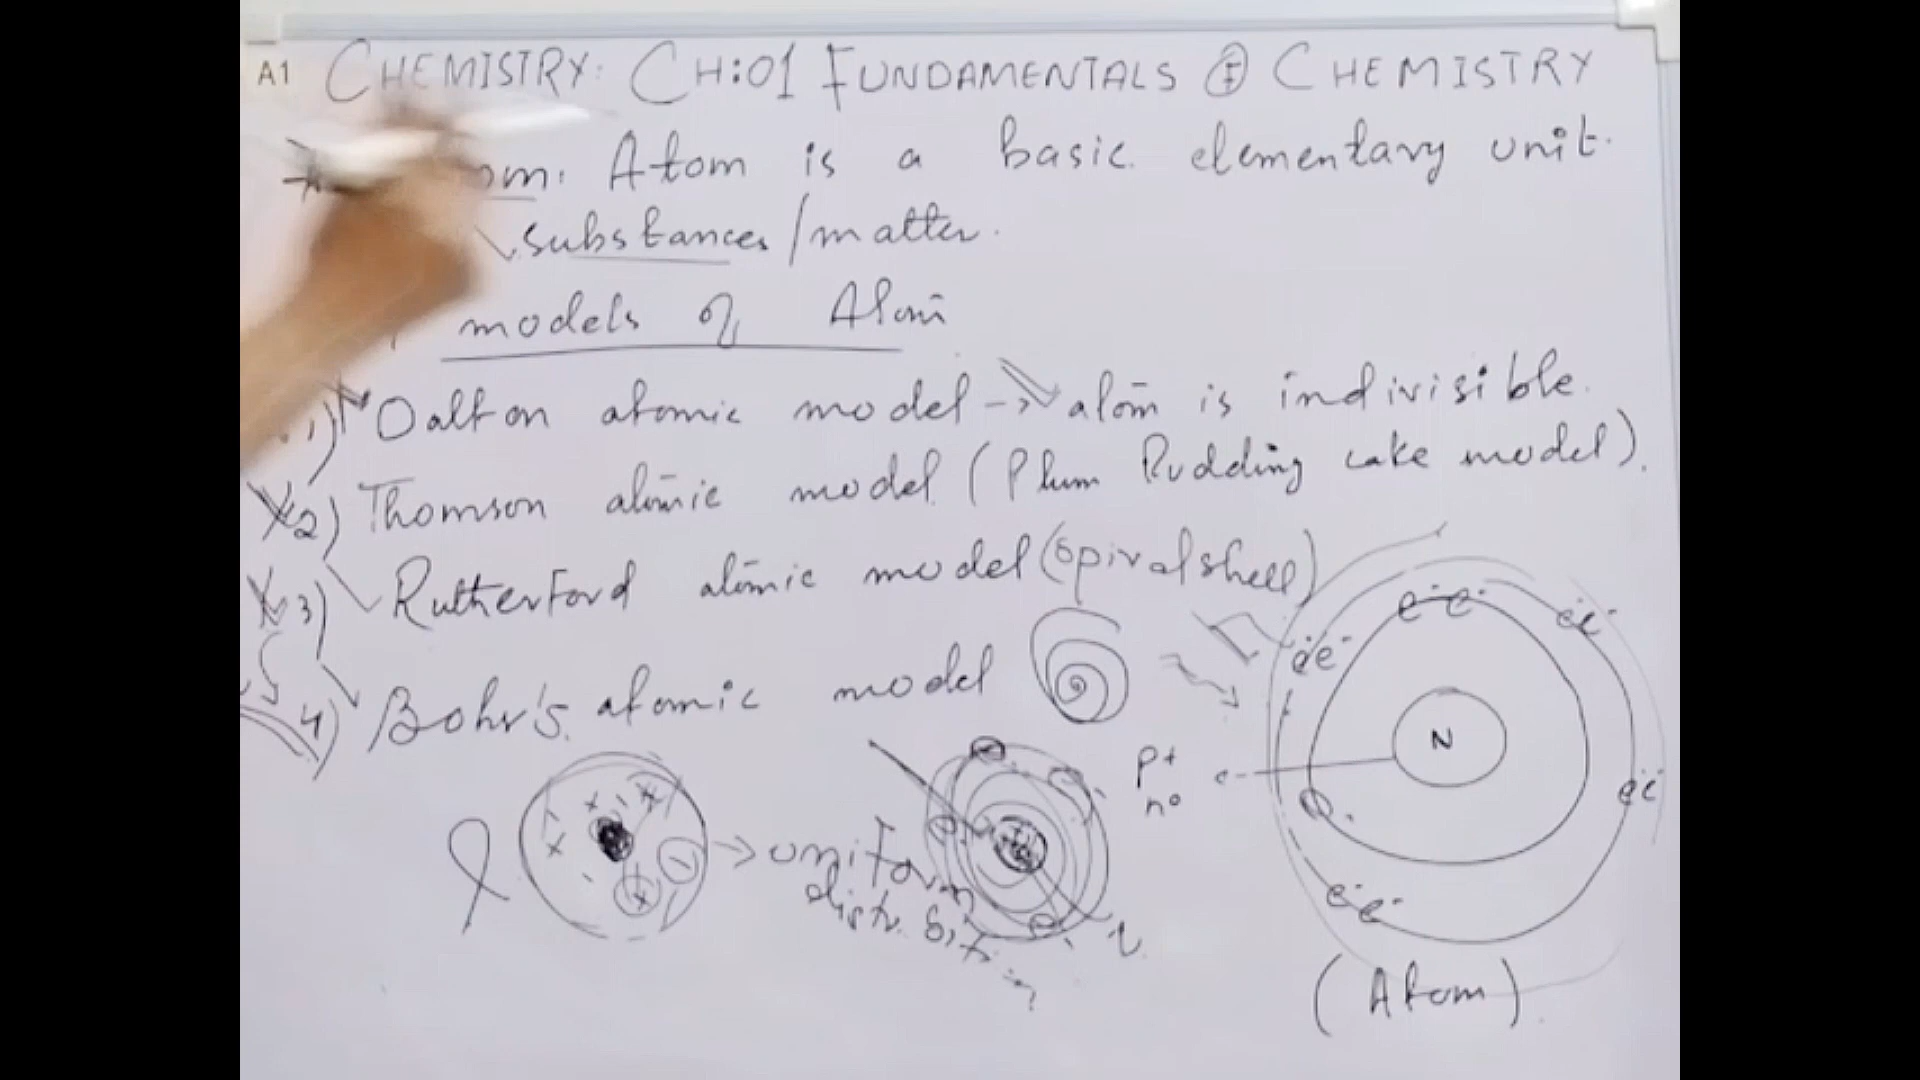 A1 CHEMISTRY: CH:01 FUNDAMENTALS OF CHEMISTRY
Atom is a basic elementary unit.
substances/matter.
models of Atom
1) Dalton atomic model -> atom is indivisible.
2) Thomson atomic model (Plum Pudding cake model).
3) Rutherford atomic model (spiral shell)
4) Bohr's atomic model
e- e-
e- e-
e- e-
N
P+
n°
e- e-
uniform
distribution
e- e-
(Atom)